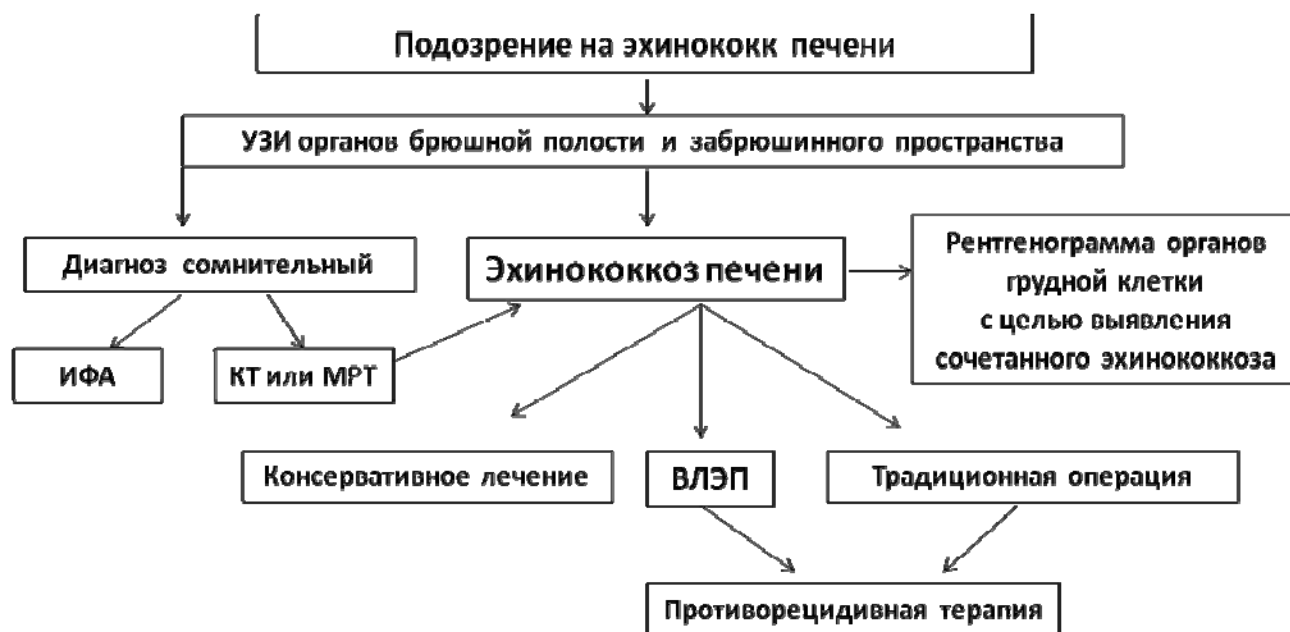 Подозрение на эхинококк печени
УЗИ органов брюшной полости и забрюшинного пространства
Диагноз сомнительный
Эхинококкоз печени
Рентгенограмма органов
грудной клетки
с целью выявления
сочетанного эхинококкоза
ИФА
КТ или МРТ
Консервативное лечение
ВЛЭП
Традиционная операция
Противорецидивная терапия